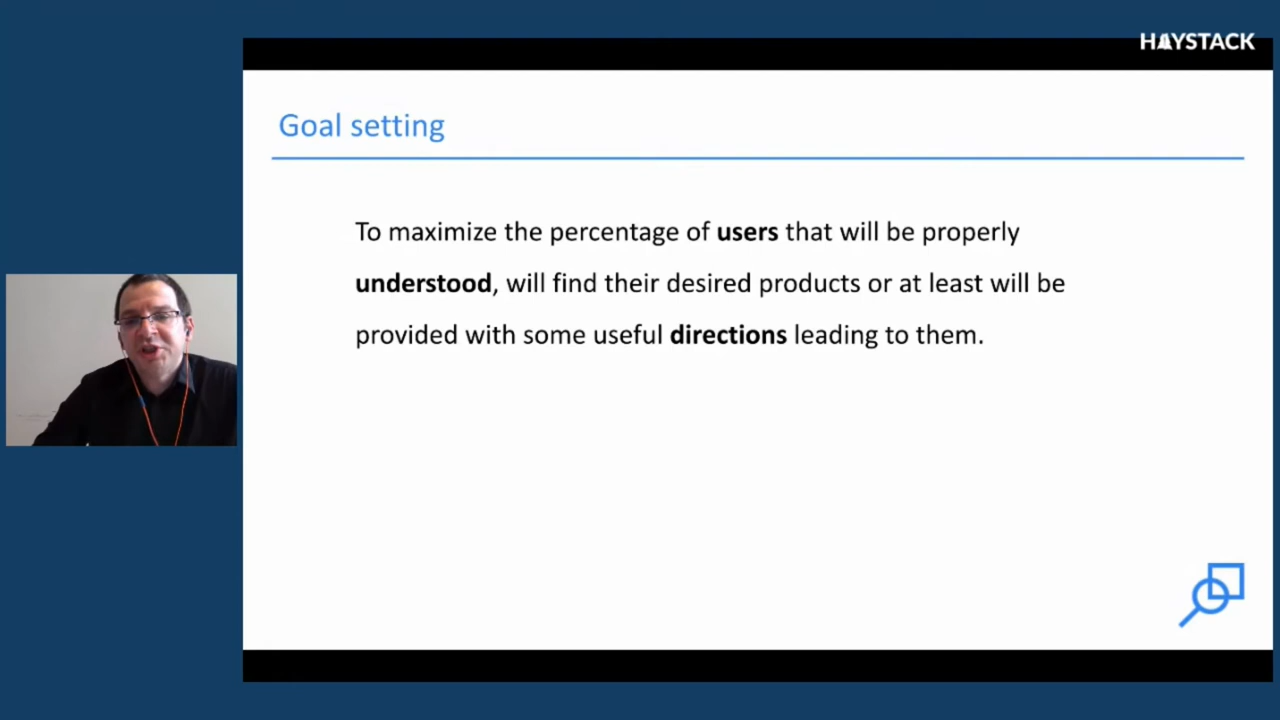 HAYSTACK
Goal setting
To maximize the percentage of users that will be properly
understood, will find their desired products or at least will be
provided with some useful directions leading to them.